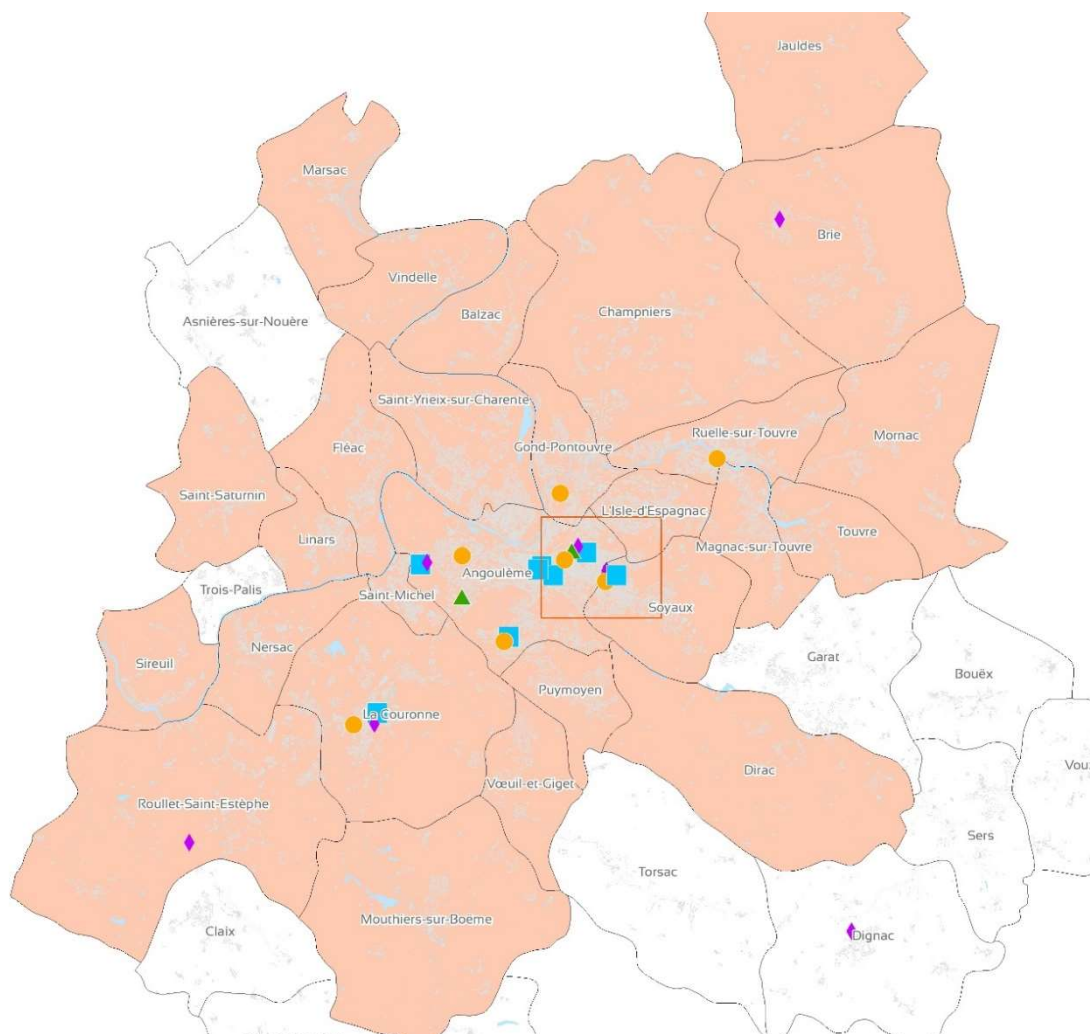 Jauldes
Marsac
Brie
Vindelle
Asnières-sur-Nouère
Balzac
Champniers
Saint-Yrieix-sur-Charente
Gond-Pontouvre
Ruelle-sur-Touvre
Mornac
Fléac
Saint-Saturnin
L'Isle-d'Espagnac
Linars
Magnac-sur-Touvre
Touvre
Angoulême
Trois-Palis
Saint-Michel
Soyaux
Nersac
Garat
Sireuil
Bouëx
Puymoyen
La Couronne
Dirac
Vou
Vœuil-et-Giget
Roullet-Saint-Estèphe
Sers
Torsac
Mouthiers-sur-Boëme
Claix
Dignac